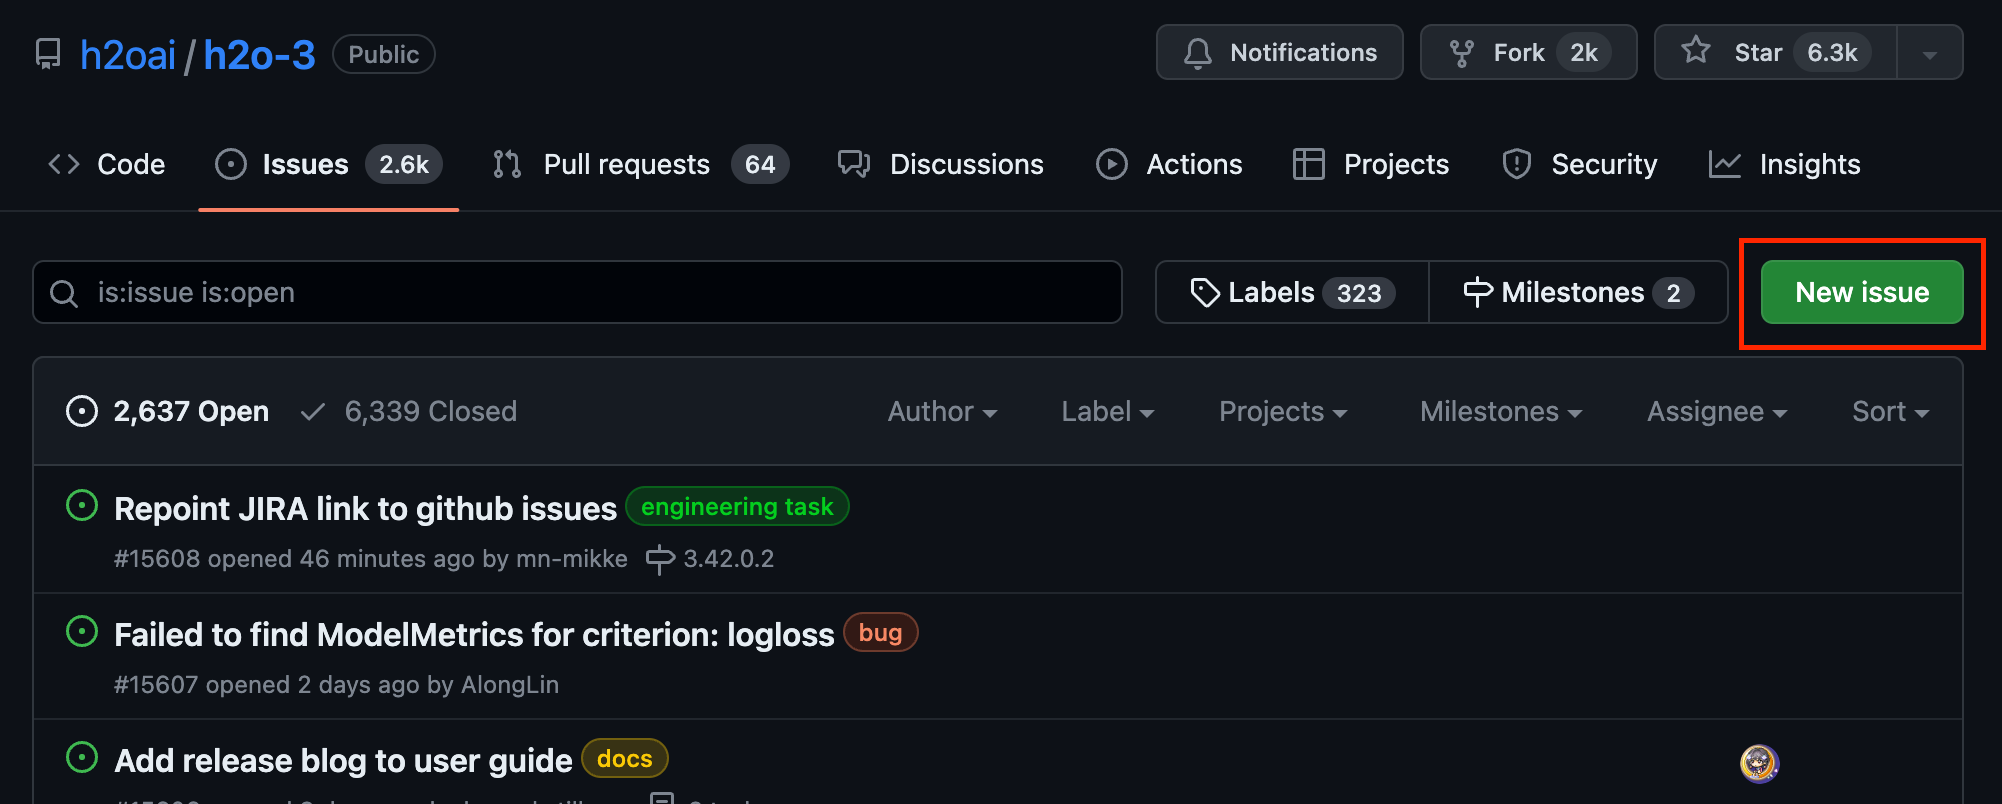 h2oai / h2o-3 Public
Notifications
Fork 2k
Star 6.3k
Code
Issues 2.6k
Pull requests 64
Discussions
Actions
Projects
Security
Insights
is:issue is:open
Labels 323
Milestones 2
New issue
2,637 Open
6,339 Closed
Author
Label
Projects
Milestones
Assignee
Sort
Repoint JIRA link to github issues engineering task
#15608 opened 46 minutes ago by mn-mikke 3.42.0.2
Failed to find ModelMetrics for criterion: logloss bug
#15607 opened 2 days ago by AlongLin
Add release blog to user guide docs